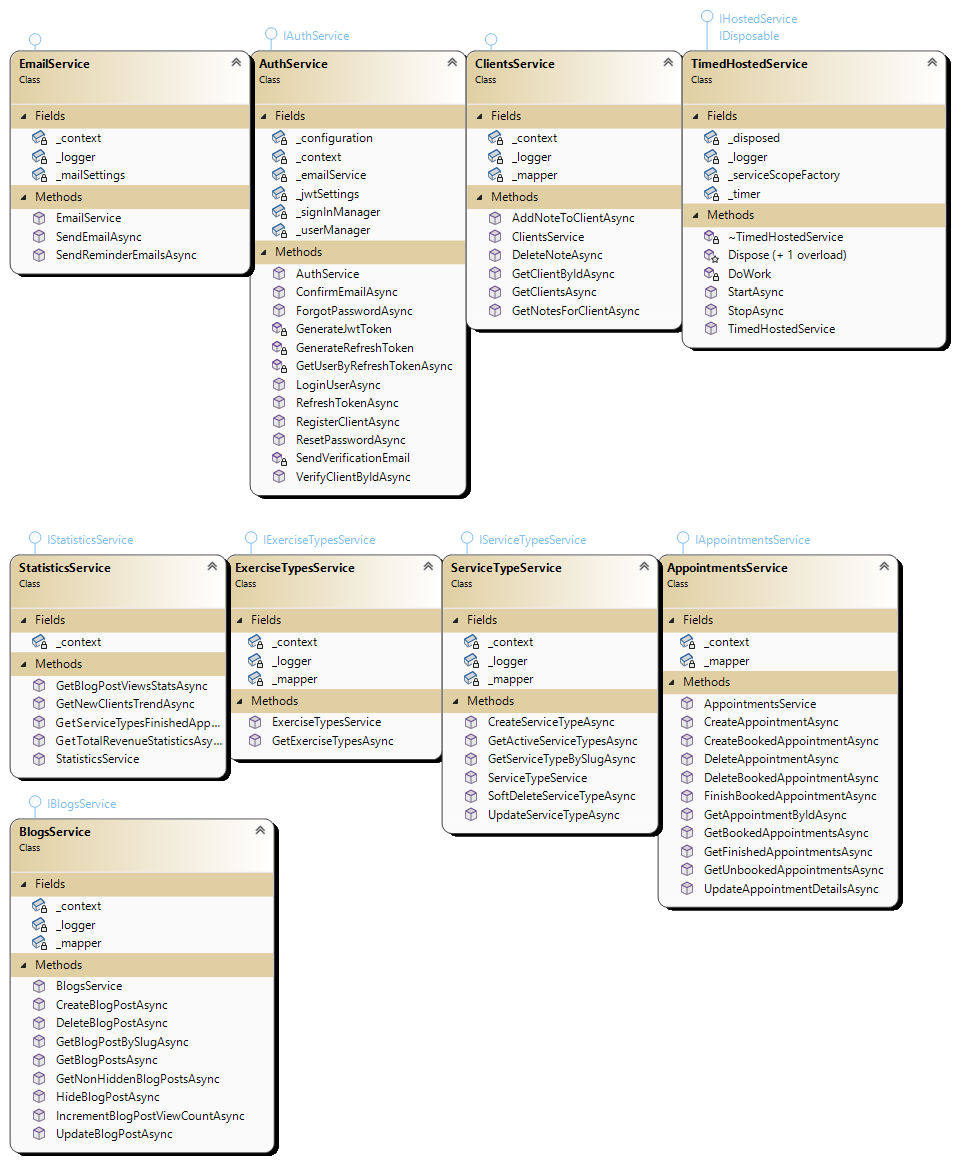 EmailService
Class
Fields
_context
_logger
_mailSettings
Methods
EmailService
SendEmailAsync
SendReminderEmailsAsync
IAuthService
AuthService
Class
Fields
_configuration
_context
_emailService
_jwtSettings
_signInManager
_userManager
Methods
AuthService
ConfirmEmailAsync
ForgotPasswordAsync
GenerateJwtToken
GenerateRefreshToken
GetUserByRefreshTokenAsync
LoginUserAsync
RefreshTokenAsync
RegisterClientAsync
ResetPasswordAsync
SendVerificationEmail
VerifyClientByIdAsync
ClientsService
Class
Fields
_context
_logger
_mapper
Methods
AddNoteToClientAsync
ClientsService
DeleteNoteAsync
GetClientByIdAsync
GetClientsAsync
GetNotesForClientAsync
IHostedService
IDisposable
TimedHostedService
Class
Fields
_disposed
_logger
_serviceScopeFactory
_timer
Methods
~TimedHostedService
Dispose (+ 1 overload)
DoWork
StartAsync
StopAsync
TimedHostedService
IStatisticsService
StatisticsService
Class
Fields
_context
Methods
GetBlogPostViewsStatsAsync
GetNewClientsTrendAsync
GetServiceTypesFinishedApp...
GetTotalRevenueStatisticsAsy...
StatisticsService
IExerciseTypesService
ExerciseTypesService
Class
Fields
_context
_logger
_mapper
Methods
ExerciseTypesService
GetExerciseTypesAsync
IServiceTypesService
ServiceTypeService
Class
Fields
_context
_logger
_mapper
Methods
CreateServiceTypeAsync
GetActiveServiceTypesAsync
GetServiceTypeBySlugAsync
ServiceTypeService
SoftDeleteServiceTypeAsync
UpdateServiceTypeAsync
IAppointmentsService
AppointmentsService
Class
Fields
_context
_mapper
Methods
AppointmentsService
CreateAppointmentAsync
CreateBookedAppointmentAsync
DeleteAppointmentAsync
DeleteBookedAppointmentAsync
FinishBookedAppointmentAsync
GetAppointmentByIdAsync
GetBookedAppointmentsAsync
GetFinishedAppointmentsAsync
GetUnbookedAppointmentsAsync
UpdateAppointmentDetailsAsync
IBlogsService
BlogsService
Class
Fields
_context
_logger
_mapper
Methods
BlogsService
CreateBlogPostAsync
DeleteBlogPostAsync
GetBlogPostBySlugAsync
GetBlogPostsAsync
GetNonHiddenBlogPostsAsync
HideBlogPostAsync
IncrementBlogPostViewCountAsync
UpdateBlogPostAsync